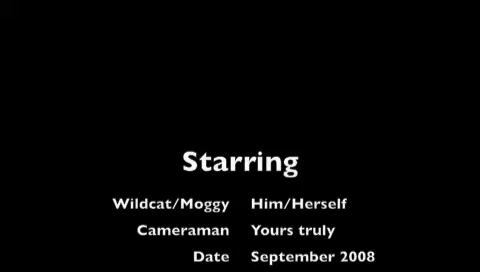 Starring
Wildcat/Moggy Him/Herself
Cameraman Yours truly
Date September 2008